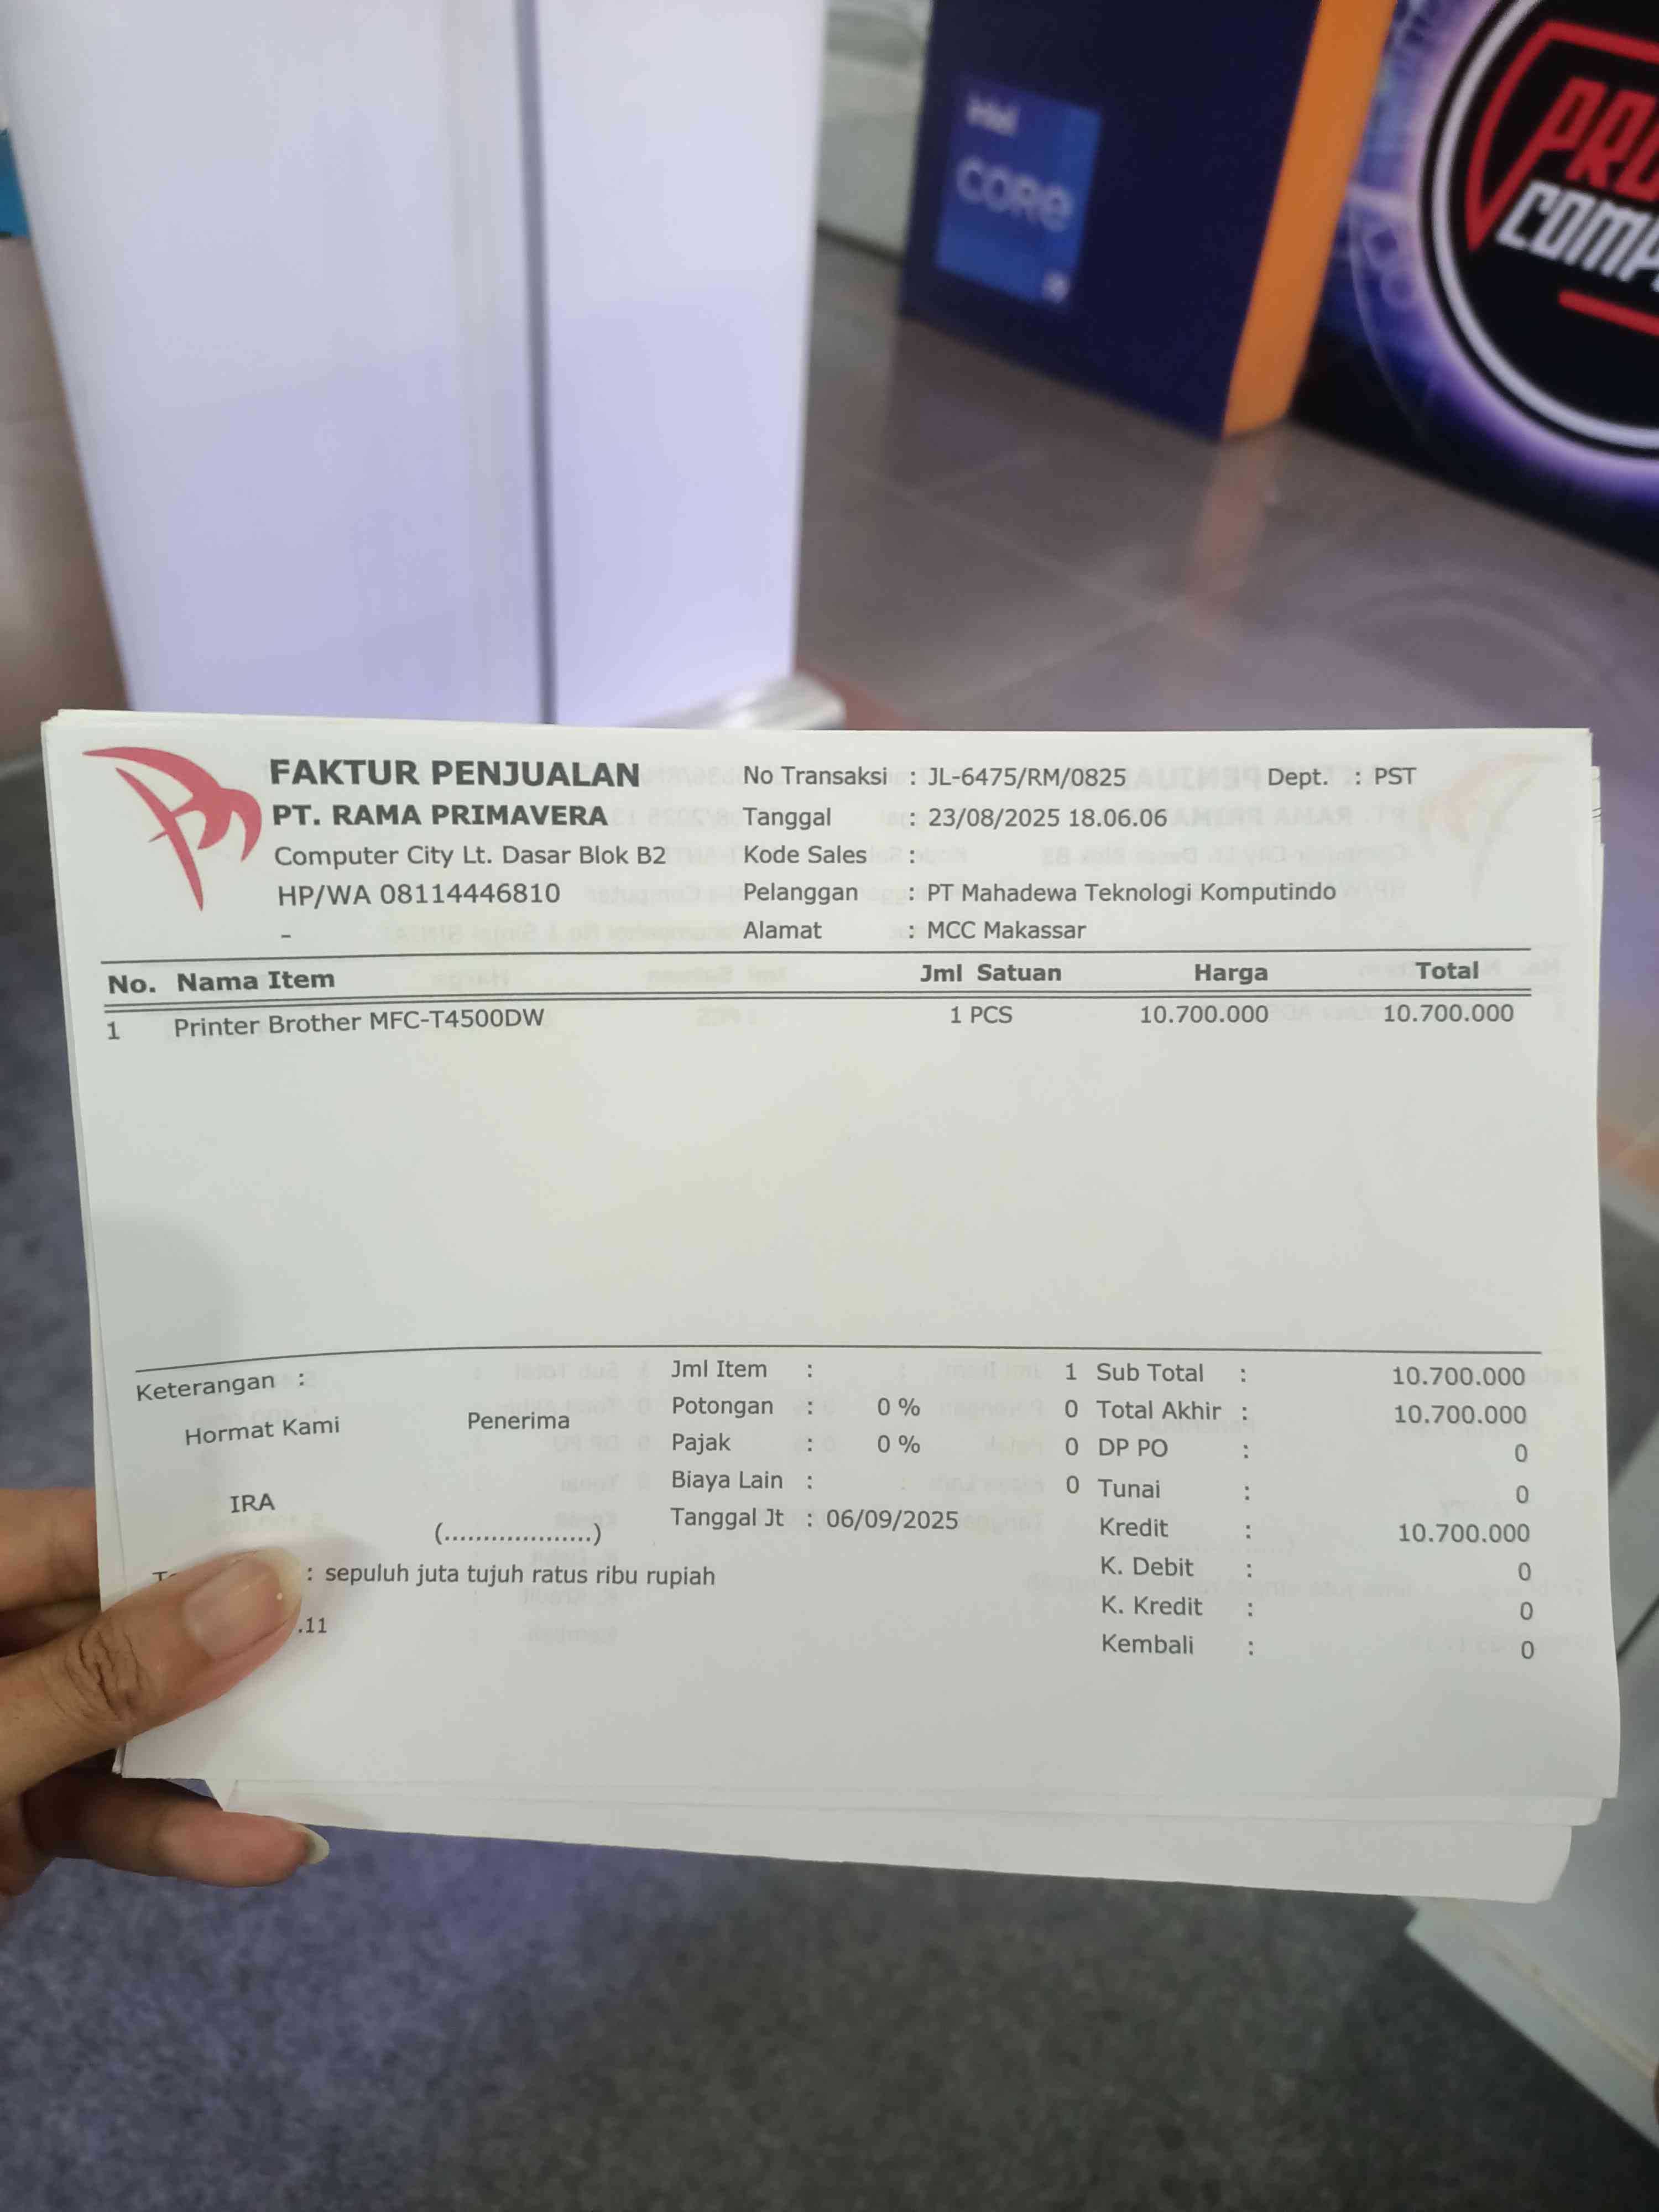 intel
CORE
PRO
COMP
FAKTUR PENJUALAN
PT. RAMA PRIMAVERA
Computer City Lt. Dasar Blok B2
HP/WA 08114446810
-
No Transaksi : JL-6475/RM/0825 Dept. : PST
Tanggal : 23/08/2025 18.06.06
Kode Sales :
Pelanggan : PT Mahadewa Teknologi Komputindo
Alamat : MCC Makassar
No. Nama Item Jml Satuan Harga Total
1 Printer Brother MFC-T4500DW 1 PCS 10.700.000 10.700.000
Keterangan :
Hormat Kami Penerima
IRA
(..................)
: sepuluh juta tujuh ratus ribu rupiah
.11
Jml Item : 1
Potongan : 0 % 0
Pajak : 0 % 0
Biaya Lain : 0
Tanggal Jt : 06/09/2025
Sub Total : 10.700.000
Total Akhir : 10.700.000
DP PO : 0
Tunai : 0
Kredit : 10.700.000
K. Debit : 0
K. Kredit : 0
Kembali : 0